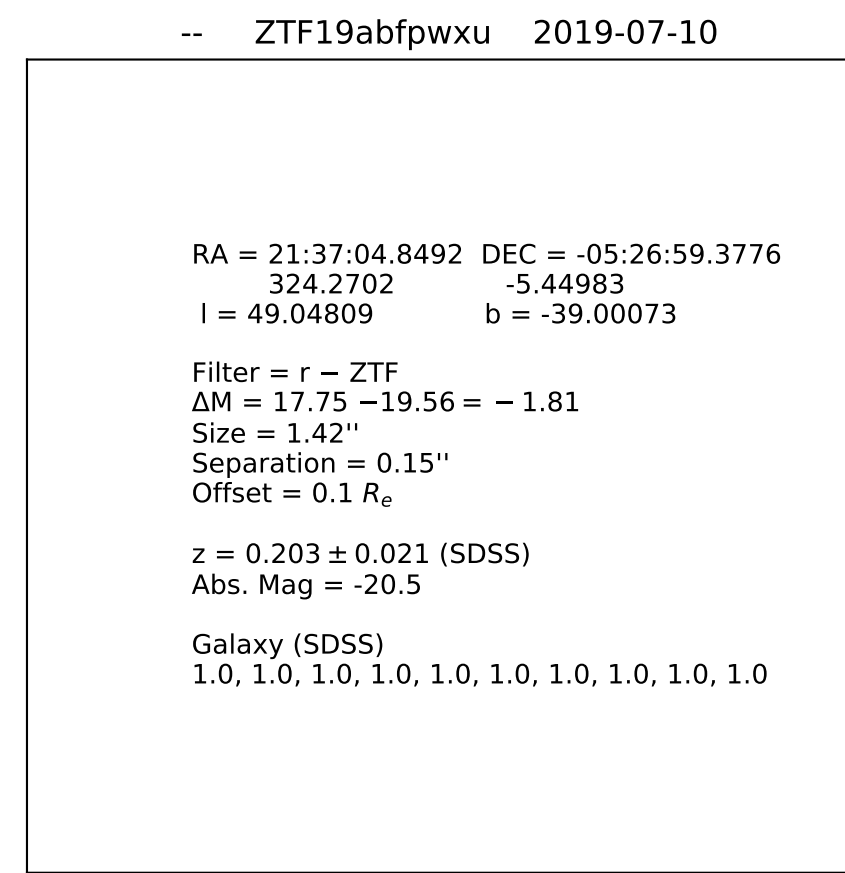 -- ZTF19abfpwxu 2019-07-10
RA = 21:37:04.8492 DEC = -05:26:59.3776
324.2702 -5.44983
l = 49.04809 b = -39.00073
Filter = r − ZTF
ΔM = 17.75 −19.56 = − 1.81
Size = 1.42''
Separation = 0.15''
Offset = 0.1 Rₑ
z = 0.203 ± 0.021 (SDSS)
Abs. Mag = -20.5
Galaxy (SDSS)
1.0, 1.0, 1.0, 1.0, 1.0, 1.0, 1.0, 1.0, 1.0, 1.0